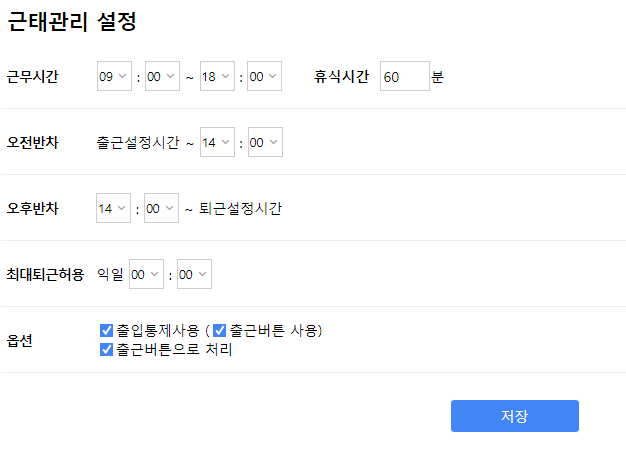 근태관리 설정
근무시간 09 : 00 ~ 18 : 00 휴식시간 60 분
오전반차 출근설정시간 ~ 14 : 00
오후반차 14 : 00 ~ 퇴근설정시간
최대퇴근허용 익일 00 : 00
옵션 출입통제사용 ( 출근버튼 사용)
출근버튼으로 처리
저장